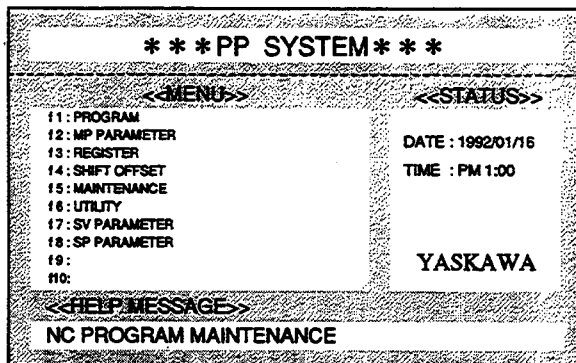 ***PP SYSTEM***
<<MENU>>
f1 : PROGRAM
f2 : MP PARAMETER
f3 : REGISTER
f4 : SHIFT OFFSET
f5 : MAINTENANCE
f6 : UTILITY
f7 : SV PARAMETER
f8 : SP PARAMETER
f9 :
f10:
<<STATUS>>
DATE : 1992/01/16
TIME : PM 1:00
YASKAWA
<<HELP MESSAGE>>
NC PROGRAM MAINTENANCE